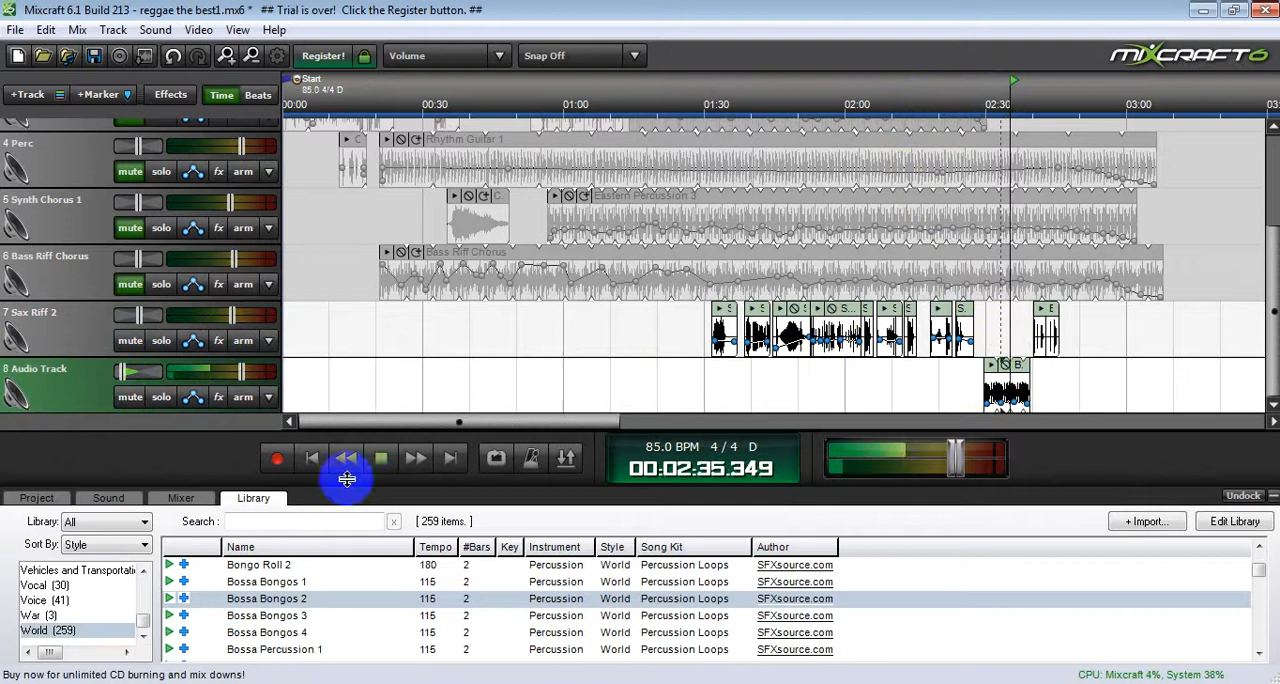 Mixcraft 6.1 Build 213 - reggae the best1.mx6 *   ## Trial is over!  Click the Register button. ##
File Edit Mix Track Sound Video View Help
Register! Volume Snap Off MIXCRAFT 6
Start
85.0 4/4 D
+Track +Marker Effects Time Beats
00:00 00:30 01:00 01:30 02:00 02:30 03:00
4 Perc
C Rhythm Guitar 1
mute solo fx arm
5 Synth Chorus 1
C. Eastern Percussion 3
mute solo fx arm
6 Bass Riff Chorus
Bass Riff Chorus
mute solo fx arm
7 Sax Riff 2
S S S S... S S. E
mute solo fx arm
8 Audio Track
B.
mute solo fx arm
85.0 BPM 4 / 4 D
00:02:35.349
Project Sound Mixer Library Undock
Library: All Search : x [ 259 items. ] + Import... Edit Library
Sort By: Style
Name Tempo #Bars Key Instrument Style Song Kit Author
Vehicles and Transportati
Vocal (30)
Voice (41)
War (3)
World (259)
Bongo Roll 2 180 2 Percussion World Percussion Loops SFXsource.com
Bossa Bongos 1 115 2 Percussion World Percussion Loops SFXsource.com
Bossa Bongos 2 115 2 Percussion World Percussion Loops SFXsource.com
Bossa Bongos 3 115 2 Percussion World Percussion Loops SFXsource.com
Bossa Bongos 4 115 2 Percussion World Percussion Loops SFXsource.com
Bossa Percussion 1 115 2 Percussion World Percussion Loops SFXsource.com
Buy now for unlimited CD burning and mix downs! CPU: Mixcraft 4%, System 38%